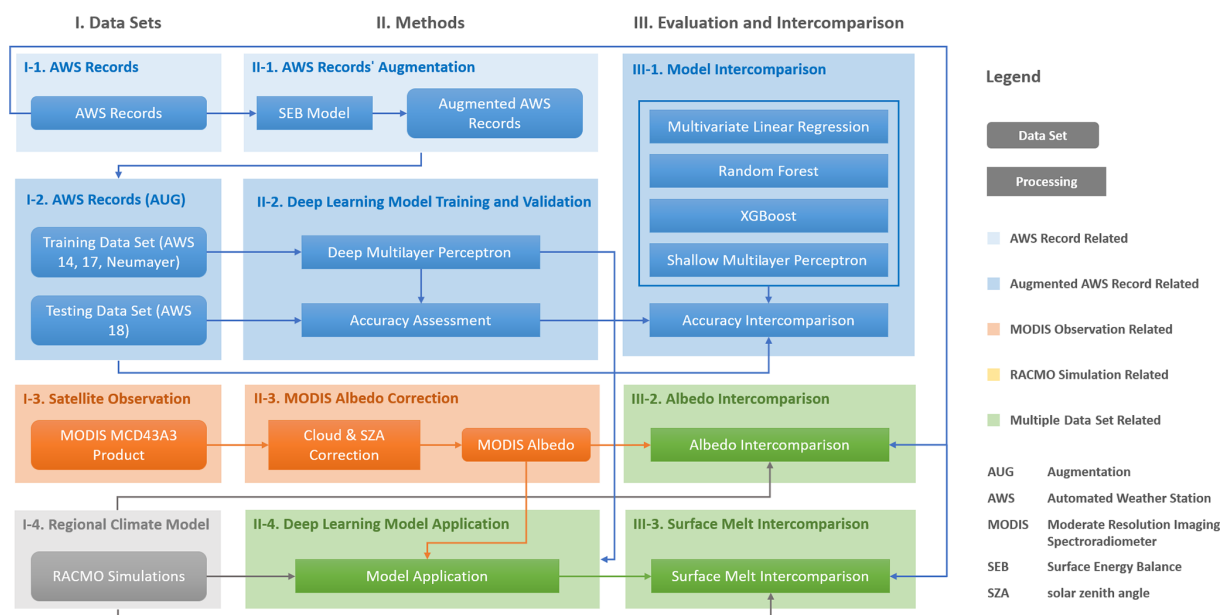 I. Data Sets
II. Methods
III. Evaluation and Intercomparison
I-1. AWS Records
AWS Records
II-1. AWS Records' Augmentation
SEB Model
Augmented AWS
Records
III-1. Model Intercomparison
Multivariate Linear Regression
Random Forest
XGBoost
Shallow Multilayer Perceptron
Accuracy Intercomparison
I-2. AWS Records (AUG)
Training Data Set (AWS
14, 17, Neumayer)
Testing Data Set (AWS
18)
II-2. Deep Learning Model Training and Validation
Deep Multilayer Perceptron
Accuracy Assessment
I-3. Satellite Observation
MODIS MCD43A3
Product
II-3. MODIS Albedo Correction
Cloud & SZA
Correction
MODIS Albedo
III-2. Albedo Intercomparison
Albedo Intercomparison
I-4. Regional Climate Model
RACMO Simulations
II-4. Deep Learning Model Application
Model Application
III-3. Surface Melt Intercomparison
Surface Melt Intercomparison
Legend
Data Set
Processing
AWS Record Related
Augmented AWS Record Related
MODIS Observation Related
RACMO Simulation Related
Multiple Data Set Related
AUG Augmentation
AWS Automated Weather Station
MODIS Moderate Resolution Imaging
Spectroradiometer
SEB Surface Energy Balance
SZA solar zenith angle